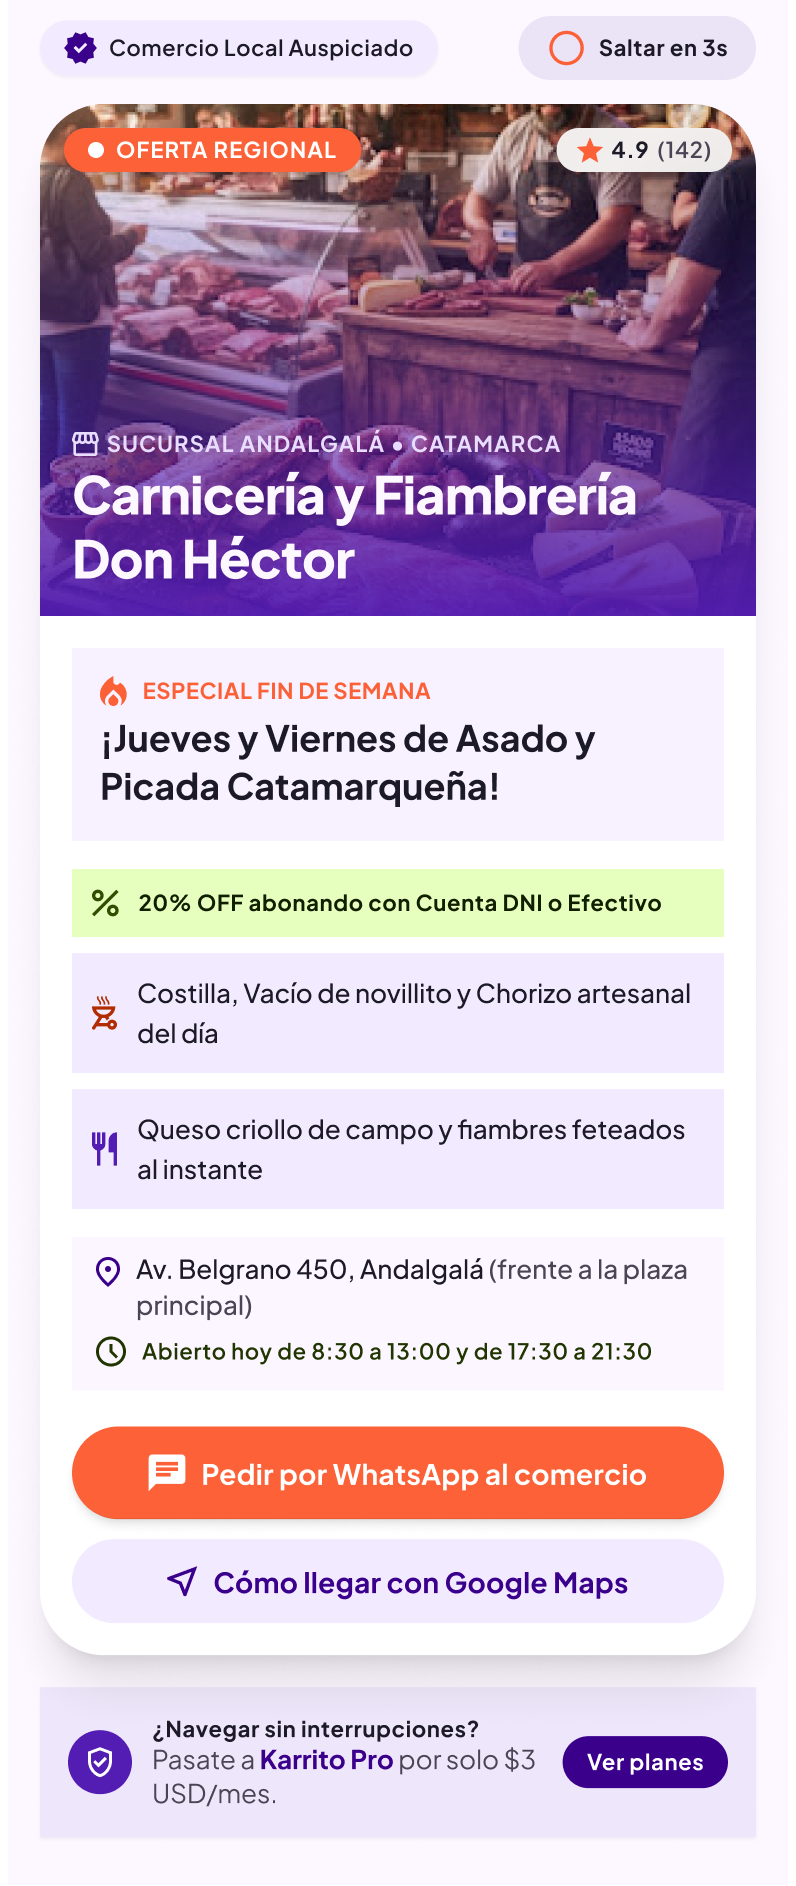 Comercio Local Auspiciado
Saltar en 3s
OFERTA REGIONAL
4.9 (142)
SUCURSAL ANDALGALÁ • CATAMARCA
Carnicería y Fiambrería
Don Héctor
ESPECIAL FIN DE SEMANA
¡Jueves y Viernes de Asado y
Picada Catamarqueña!
20% OFF abonando con Cuenta DNI o Efectivo
Costilla, Vacío de novillito y Chorizo artesanal
del día
Queso criollo de campo y fiambres feteados
al instante
Av. Belgrano 450, Andalgalá (frente a la plaza
principal)
Abierto hoy de 8:30 a 13:00 y de 17:30 a 21:30
Pedir por WhatsApp al comercio
Cómo llegar con Google Maps
¿Navegar sin interrupciones?
Pasate a Karrito Pro por solo $3
USD/mes.
Ver planes